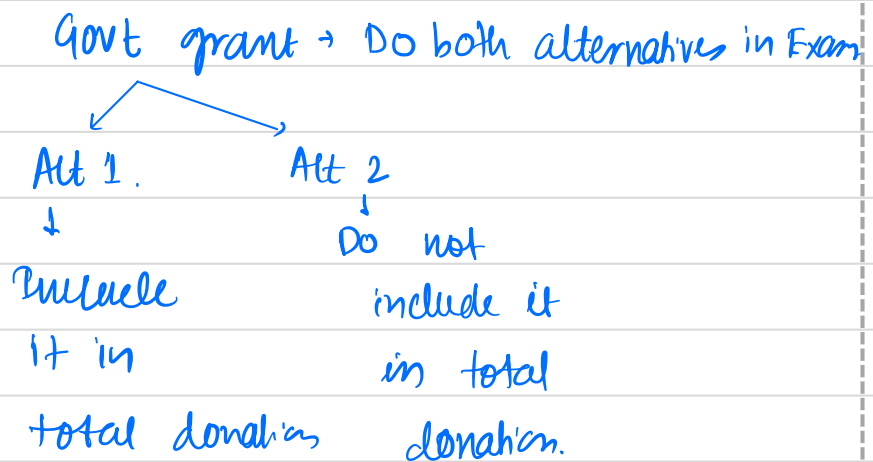 Govt grant → Do both alternatives in Exam
Alt 1.
↓
Include
it in
total donations
Alt 2
↓
Do not
include it
in total
donation.